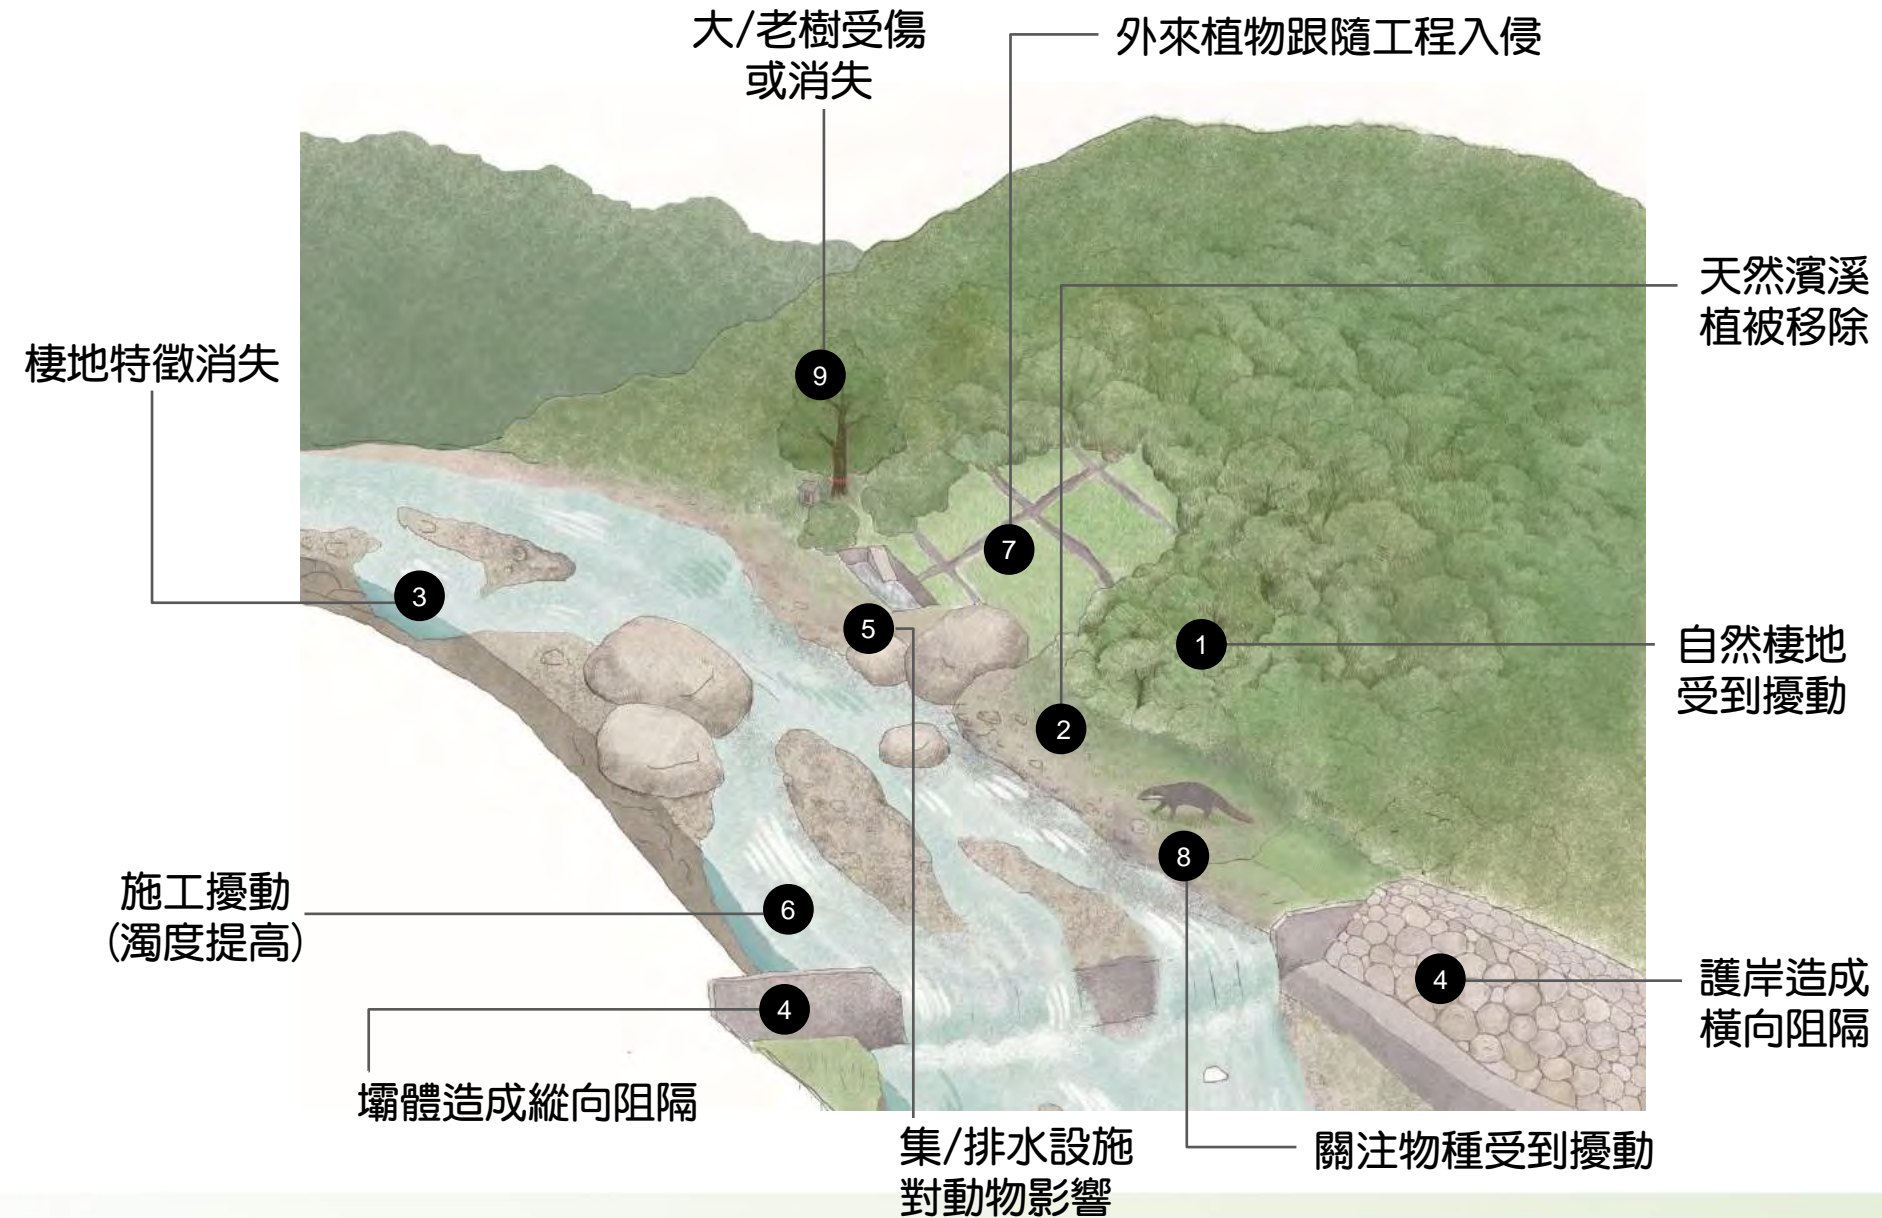 大/老樹受傷
或消失
外來植物跟隨工程入侵
天然濱溪
植被移除
棲地特徵消失
9
7
3
5
1
自然棲地
受到擾動
2
8
施工擾動
(濁度提高)
6
4
護岸造成
橫向阻隔
4
壩體造成縱向阻隔
集/排水設施
對動物影響
關注物種受到擾動